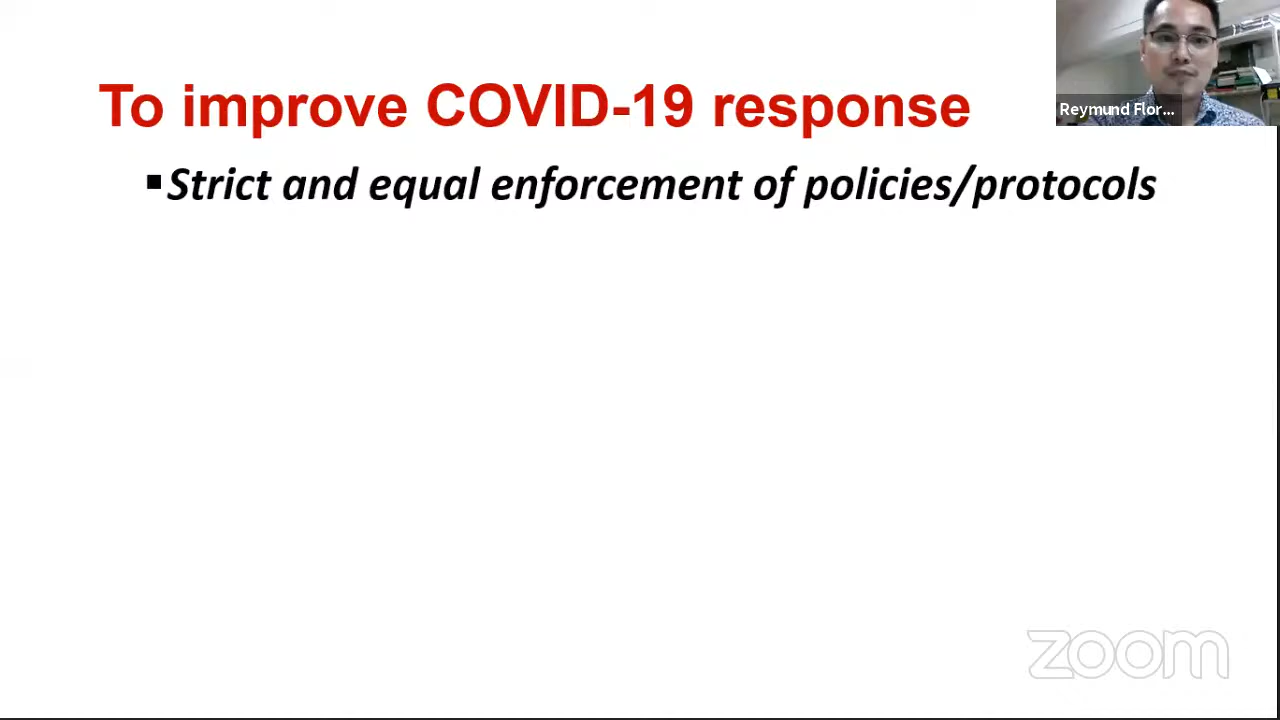 To improve COVID-19 response
Reymund Flor...
▪Strict and equal enforcement of policies/protocols
zoom